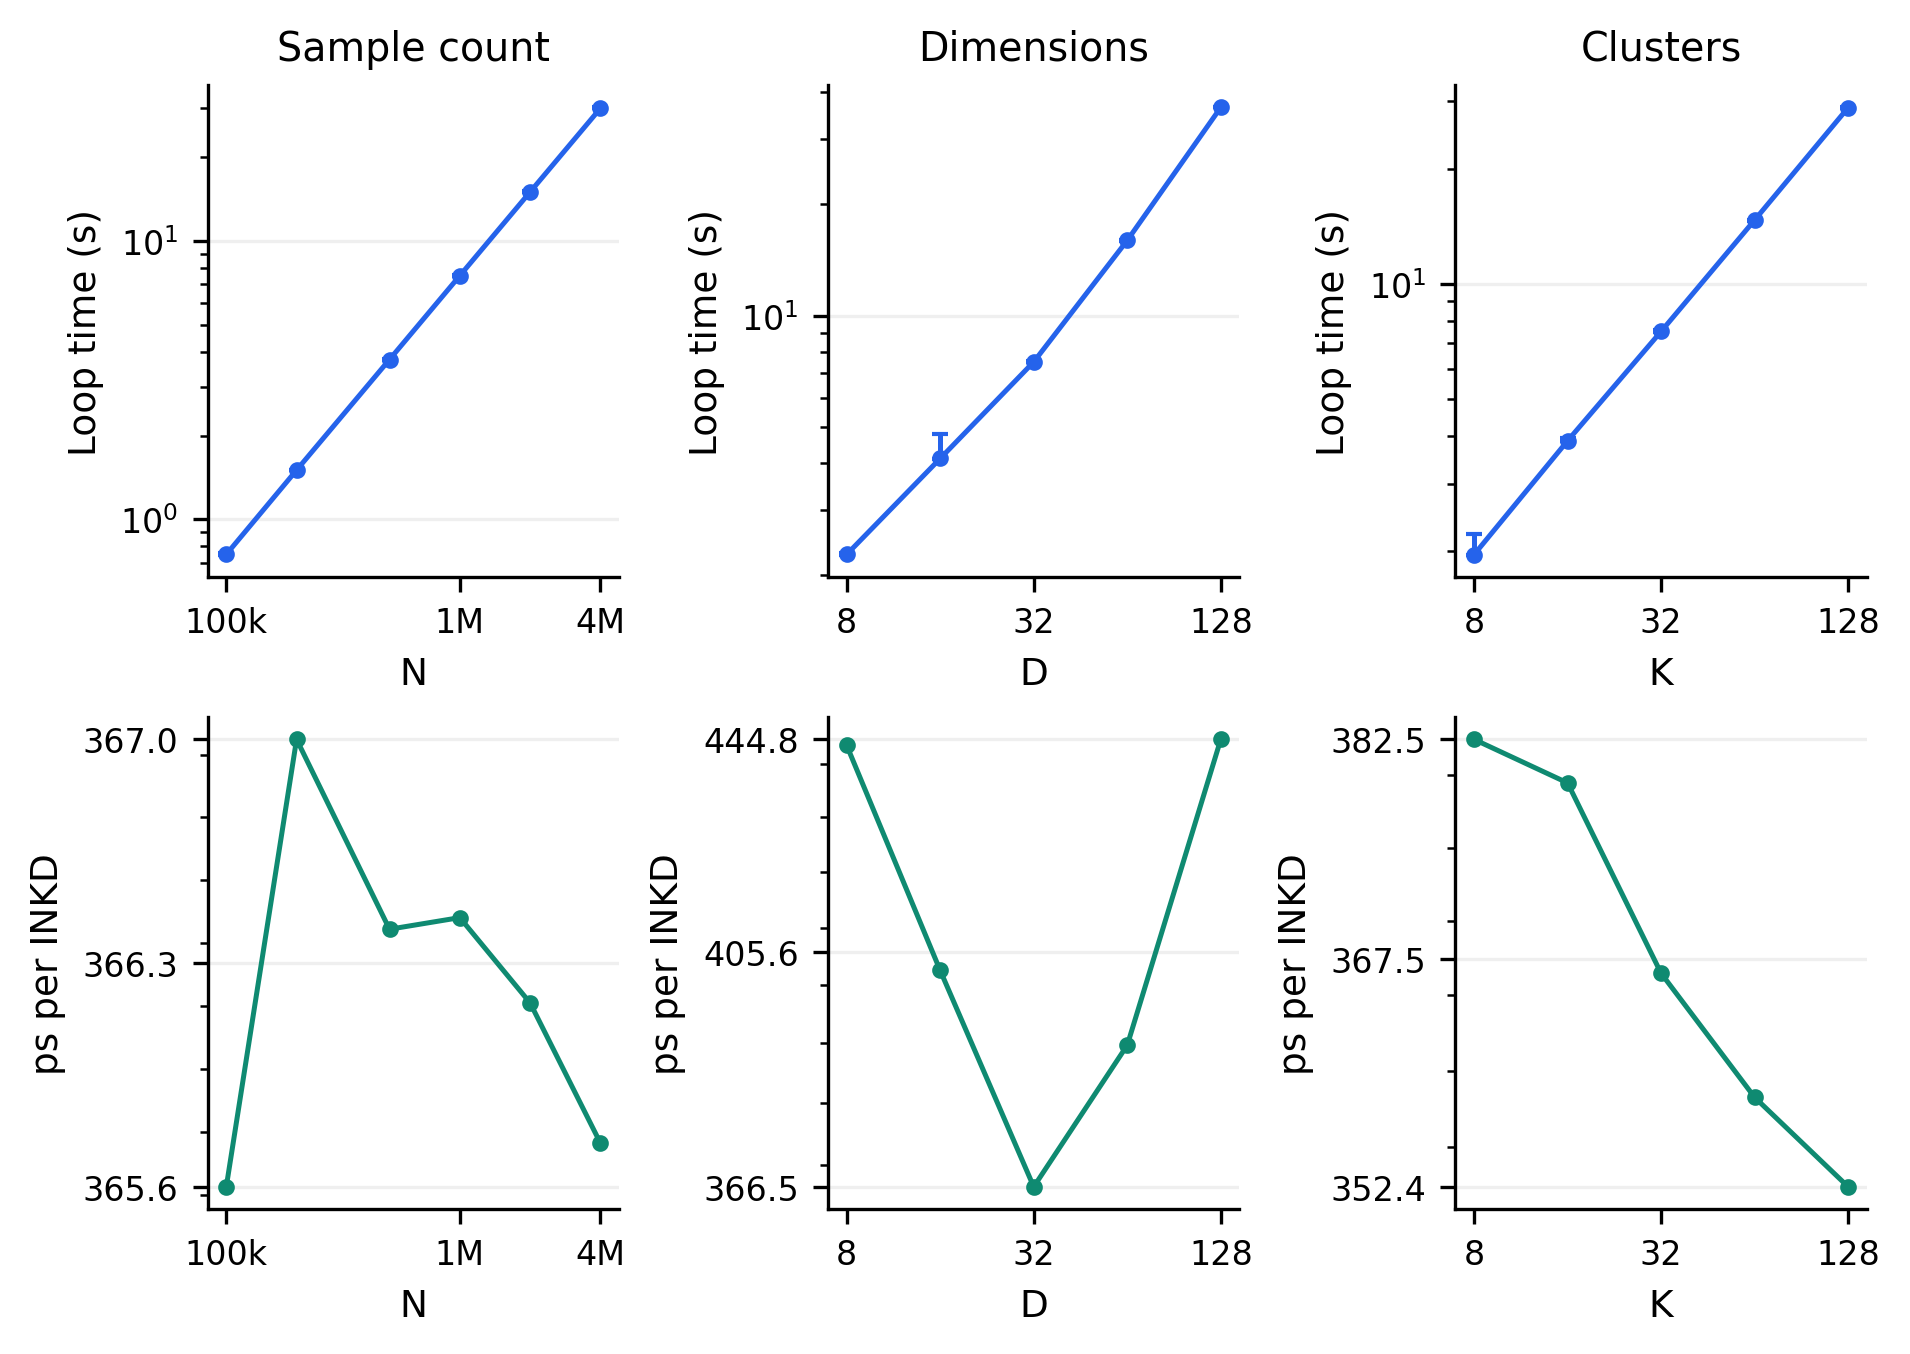 Sample count
Loop time (s)
10¹
10⁰
100k
1M
4M
N
Dimensions
Loop time (s)
10¹
8
32
128
D
Clusters
Loop time (s)
10¹
8
32
128
K
ps per INKD
367.0
366.3
365.6
100k
1M
4M
N
ps per INKD
444.8
405.6
366.5
8
32
128
D
ps per INKD
382.5
367.5
352.4
8
32
128
K